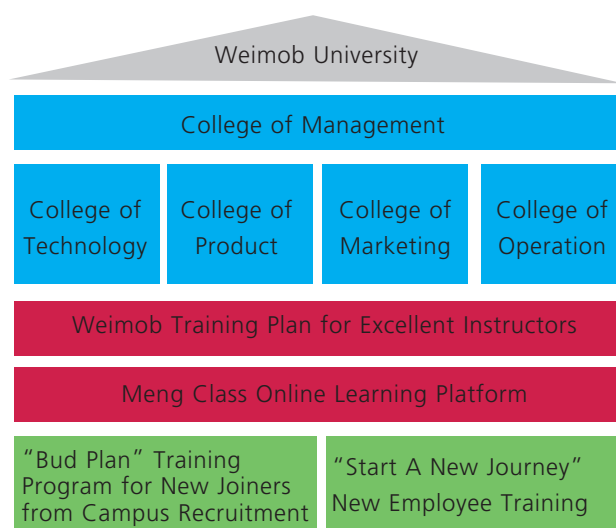 Weimob University
College of Management
College of
Technology
College of
Product
College of
Marketing
College of
Operation
Weimob Training Plan for Excellent Instructors
Meng Class Online Learning Platform
“Bud Plan” Training
Program for New Joiners
from Campus Recruitment
“Start A New Journey”
New Employee Training